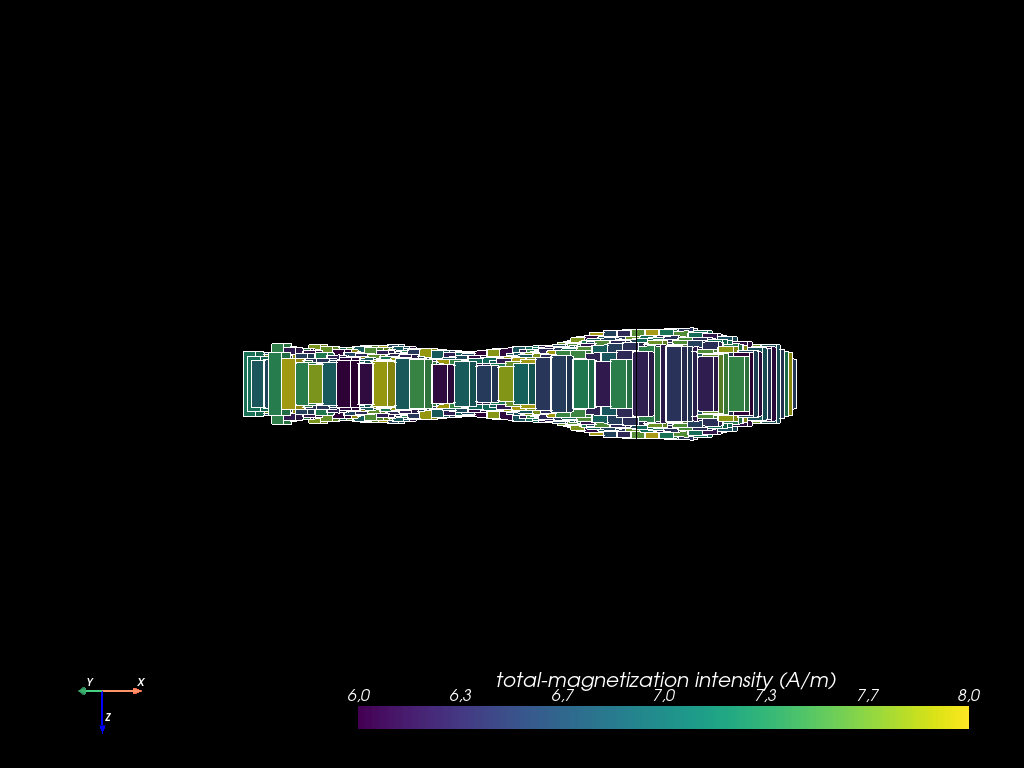 total-magnetization intensity (A/m)
6,0 6,3 6,7 7,0 7,3 7,7 8,0
Y X
Z